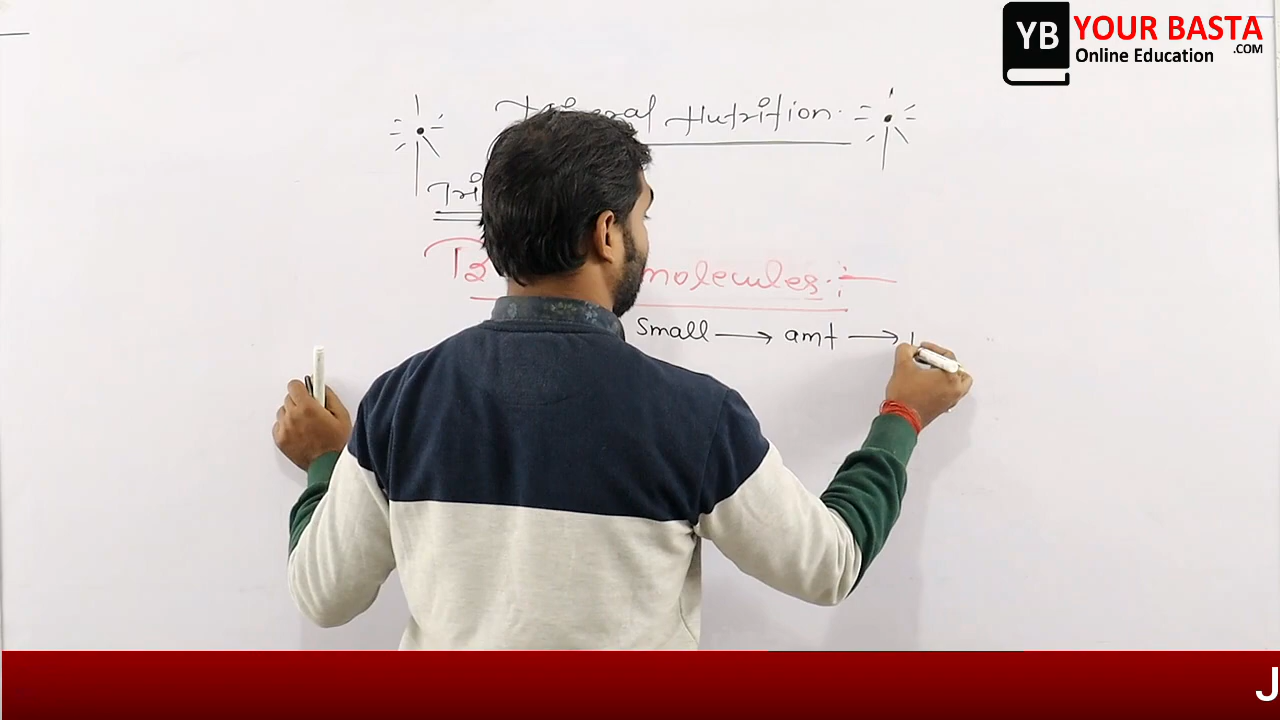 YB YOUR BASTA
.COM
Online Education
Mineral Nutrition.
molecules :-
Small → amt →
J